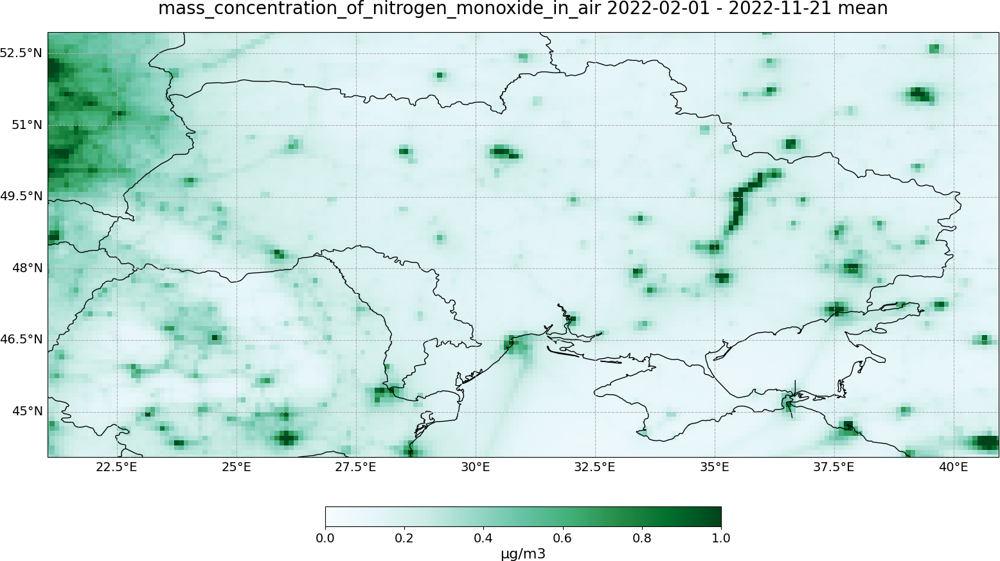 mass_concentration_of_nitrogen_monoxide_in_air 2022-02-01 - 2022-11-21 mean
52.5°N
51°N
49.5°N
48°N
46.5°N
45°N
22.5°E 25°E 27.5°E 30°E 32.5°E 35°E 37.5°E 40°E
0.0 0.2 0.4 0.6 0.8 1.0
µg/m3